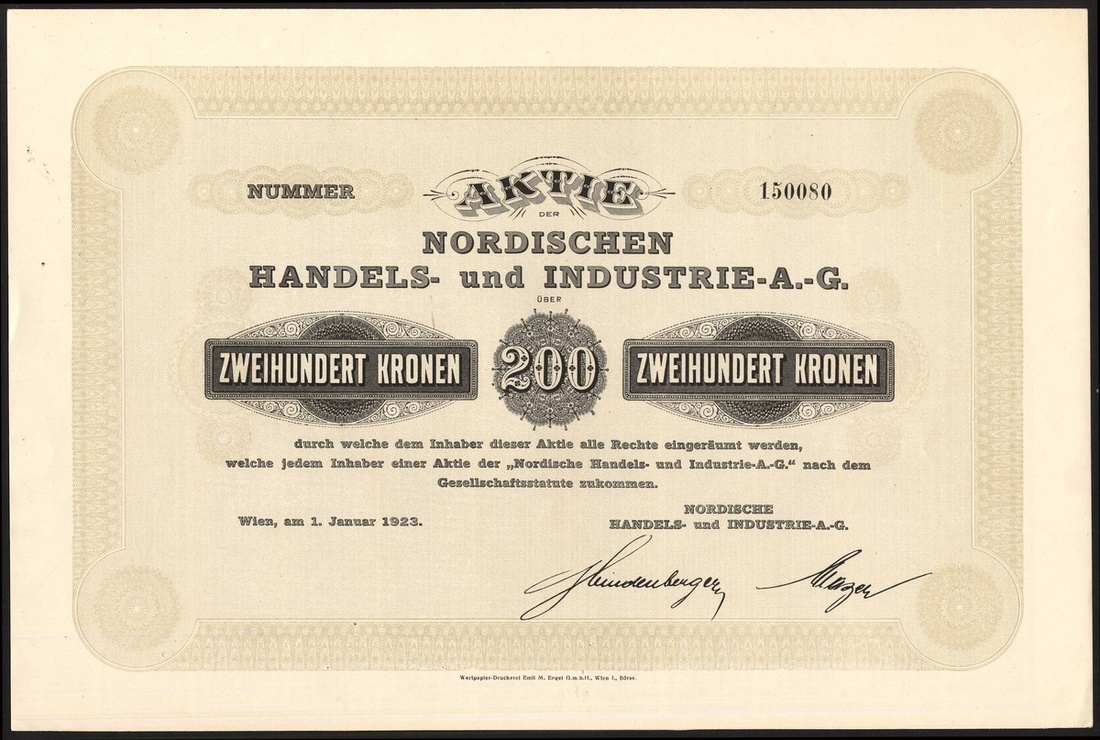 NUMMER
AKTIE
150080
DER
NORDISCHEN
HANDELS- und INDUSTRIE-A.-G.
ÜBER
ZWEIHUNDERT KRONEN 200 ZWEIHUNDERT KRONEN
durch welche dem Inhaber dieser Aktie alle Rechte eingeräumt werden,
welche jedem Inhaber einer Aktie der „Nordische Handels- und Industrie-A.-G.“ nach dem
Gesellschaftsstatute zukommen.
Wien, am 1. Januar 1923.
NORDISCHE
HANDELS- und INDUSTRIE-A.-G.
Wertpapier-Druckerei Emil M. Engel G.m.b.H., Wien I., Börse.